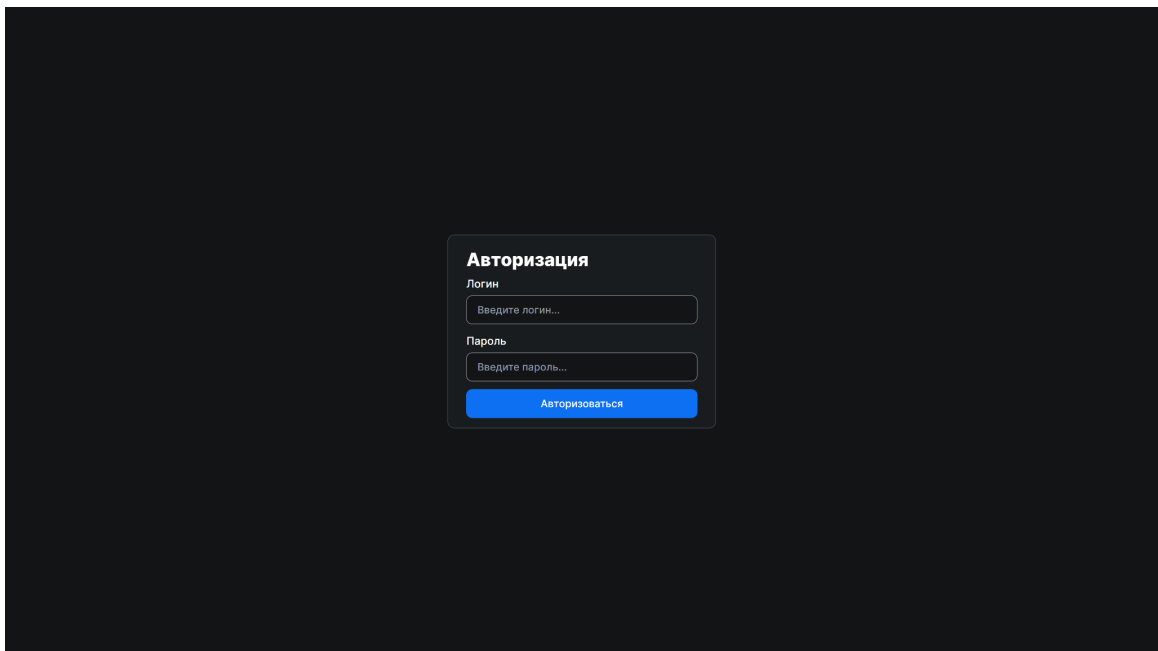 Авторизация
Логин
Введите логин...
Пароль
Введите пароль...
Авторизоваться